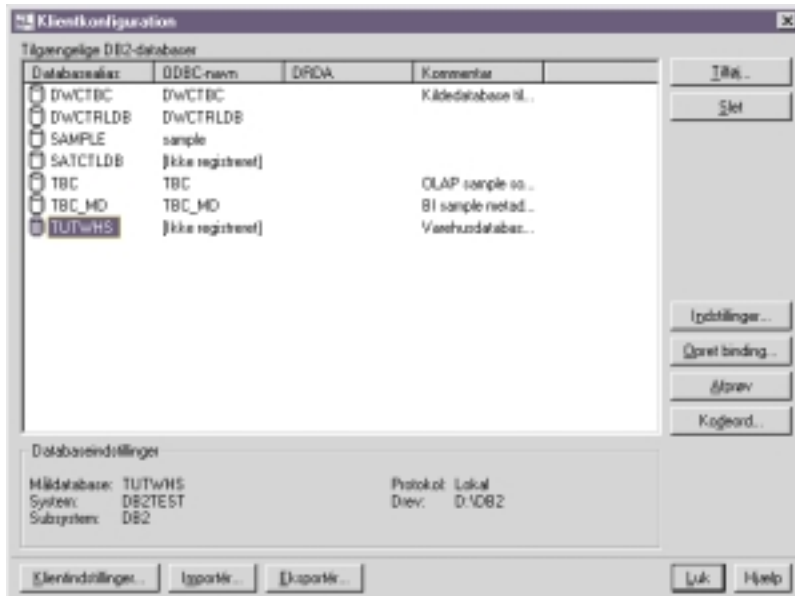 Klientkonfiguration
Tilgængelige DB2-databaser
Databasealias ODBC-navn DRDA Kommentar
DWCTBC DWCTBC Kildedatabase til...
DWCTRLDB DWCTRLDB
SAMPLE sample
SATCTLDB [Ikke registreret]
TBC TBC OLAP sample so...
TBC_MD TBC_MD BI sample metad...
TUTWHS [Ikke registreret] Varehusdatabas...
Tilføj...
Slet
Indstillinger...
Opret binding...
Afprøv
Kodeord...
Databaseindstillinger
Måldatabase: TUTWHS Protokol: Lokal
System: DB2TEST Drev: D:\DB2
Subsystem: DB2
Klientindstillinger... Importér... Eksportér... Luk Hjælp